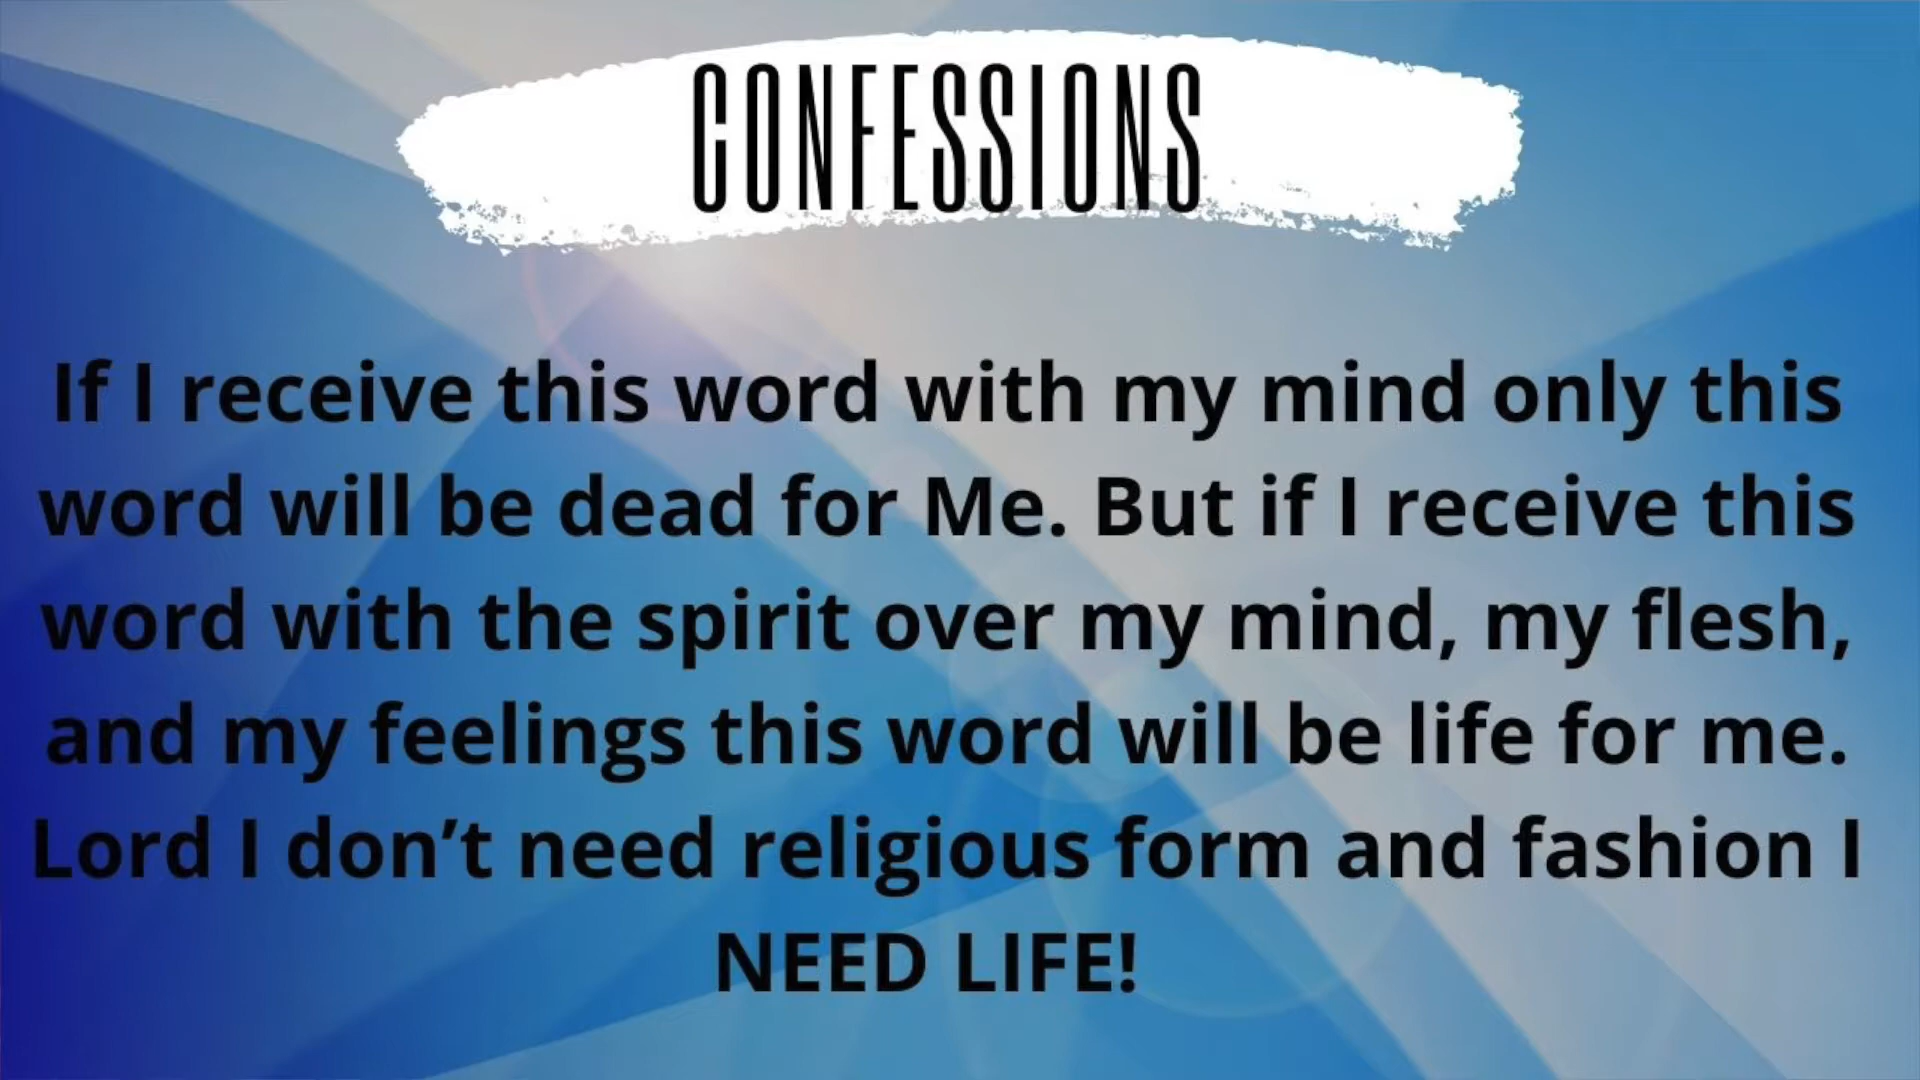 CONFESSIONS
If I receive this word with my mind only this
word will be dead for Me. But if I receive this
word with the spirit over my mind, my flesh,
and my feelings this word will be life for me.
Lord I don’t need religious form and fashion I
NEED LIFE!